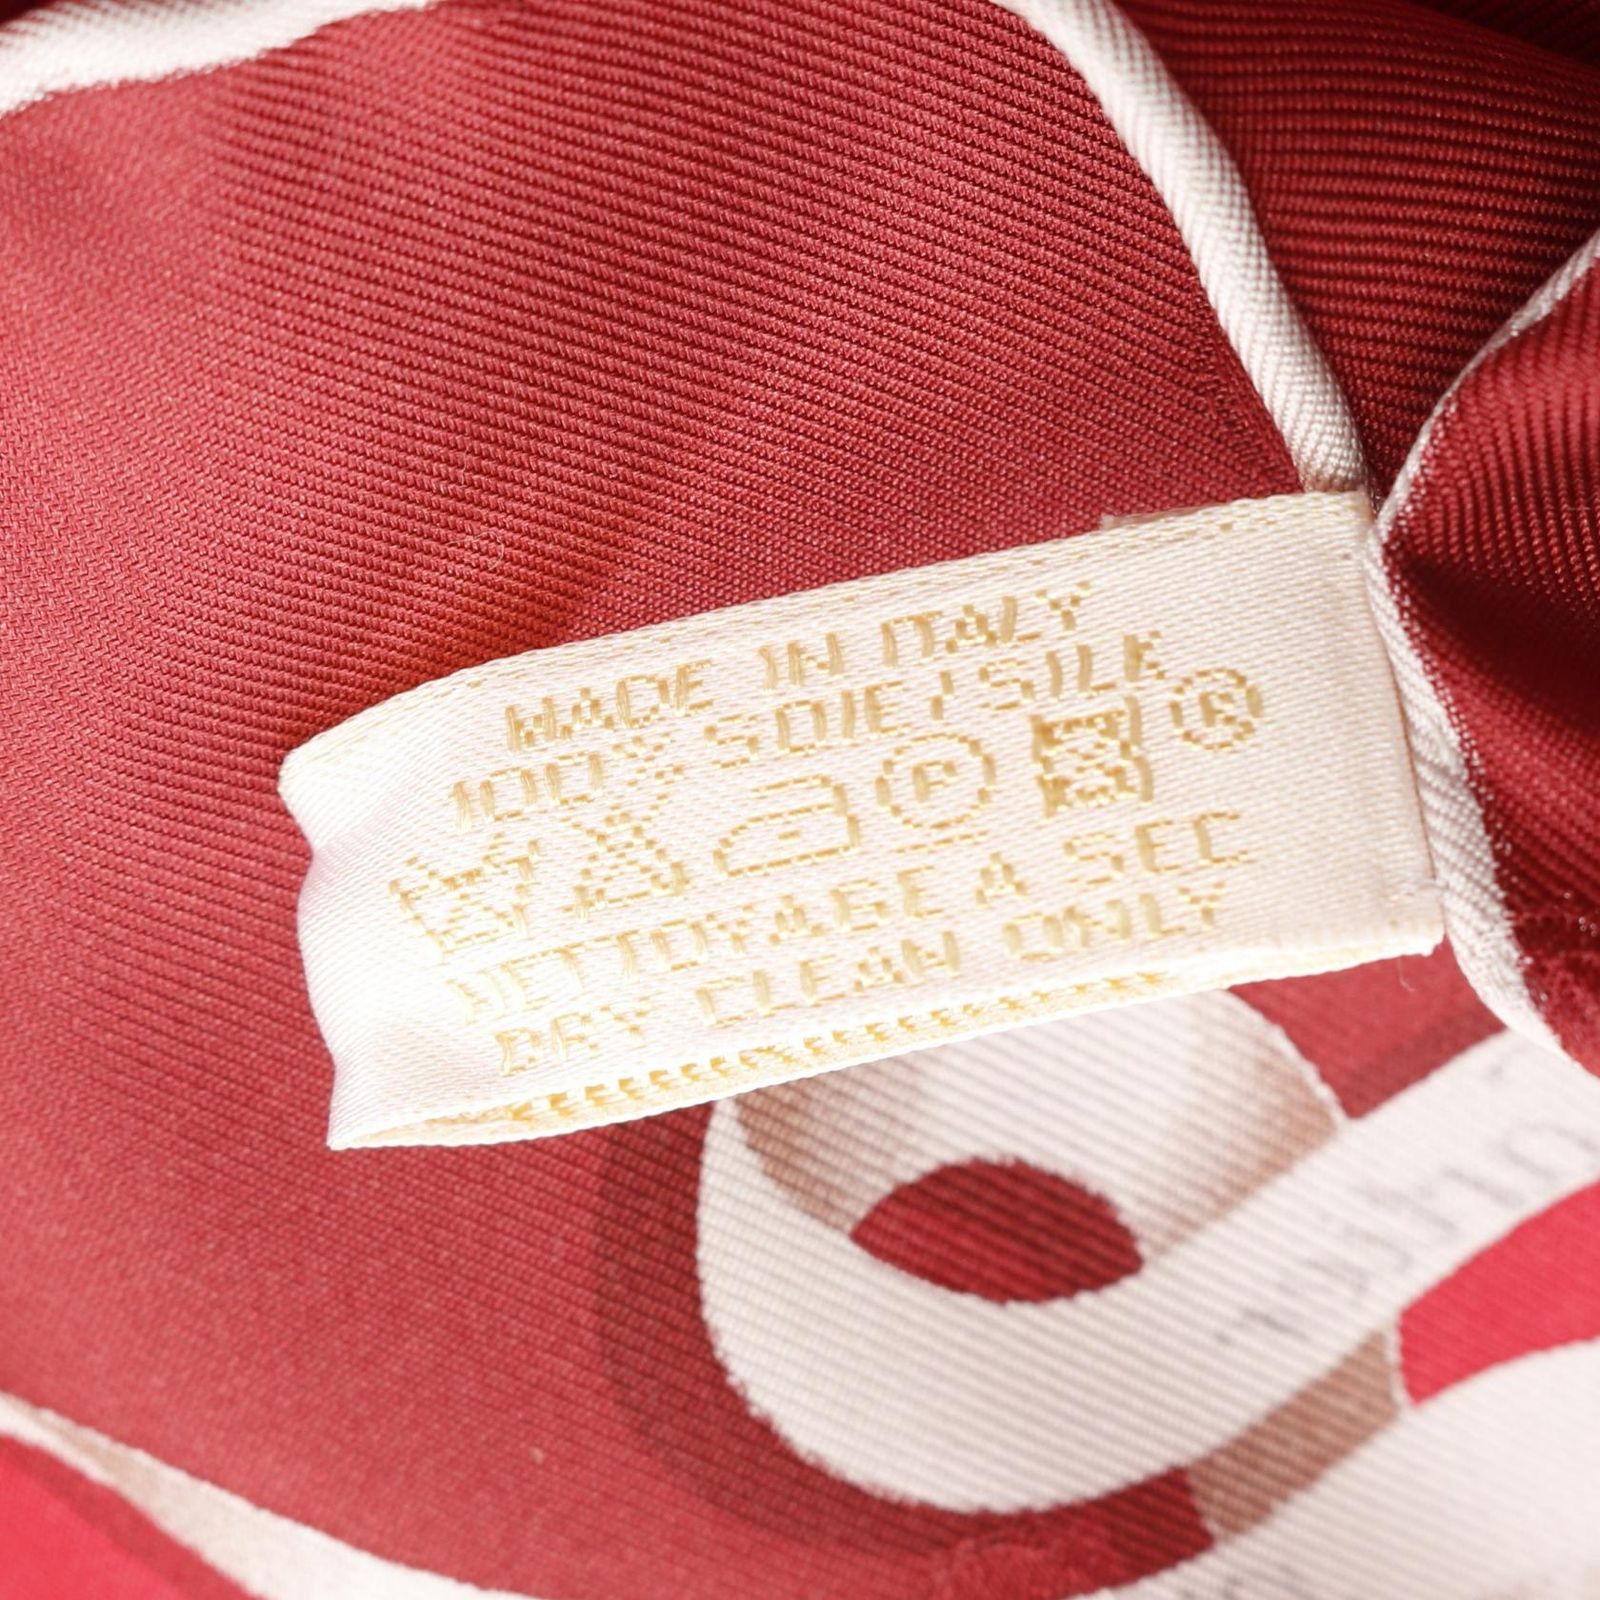 MADE IN ITALY
100% SOIE / SILK
P R
NETTOYAGE A SEC
DRY CLEAN ONLY